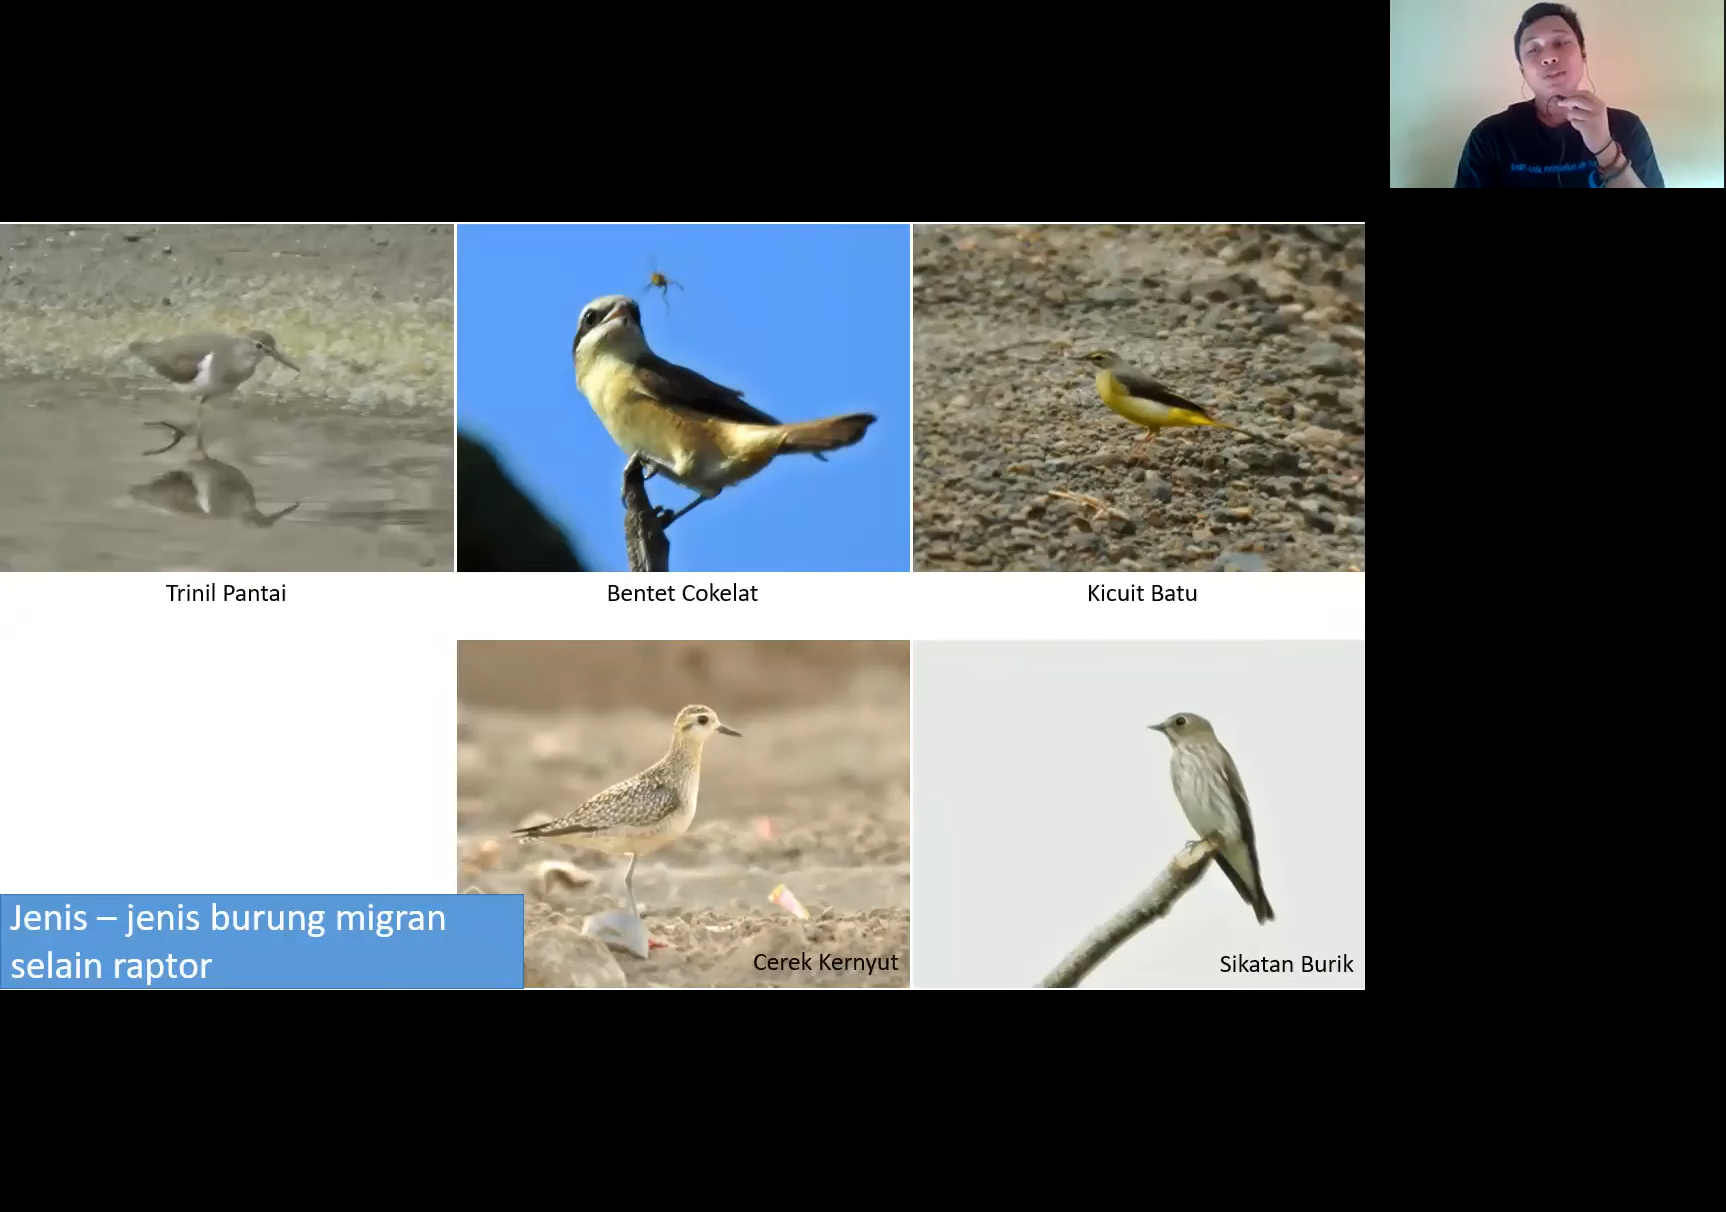 Trinil Pantai
Bentet Cokelat
Kicuit Batu
Cerek Kernyut
Sikatan Burik
Jenis – jenis burung migran
selain raptor